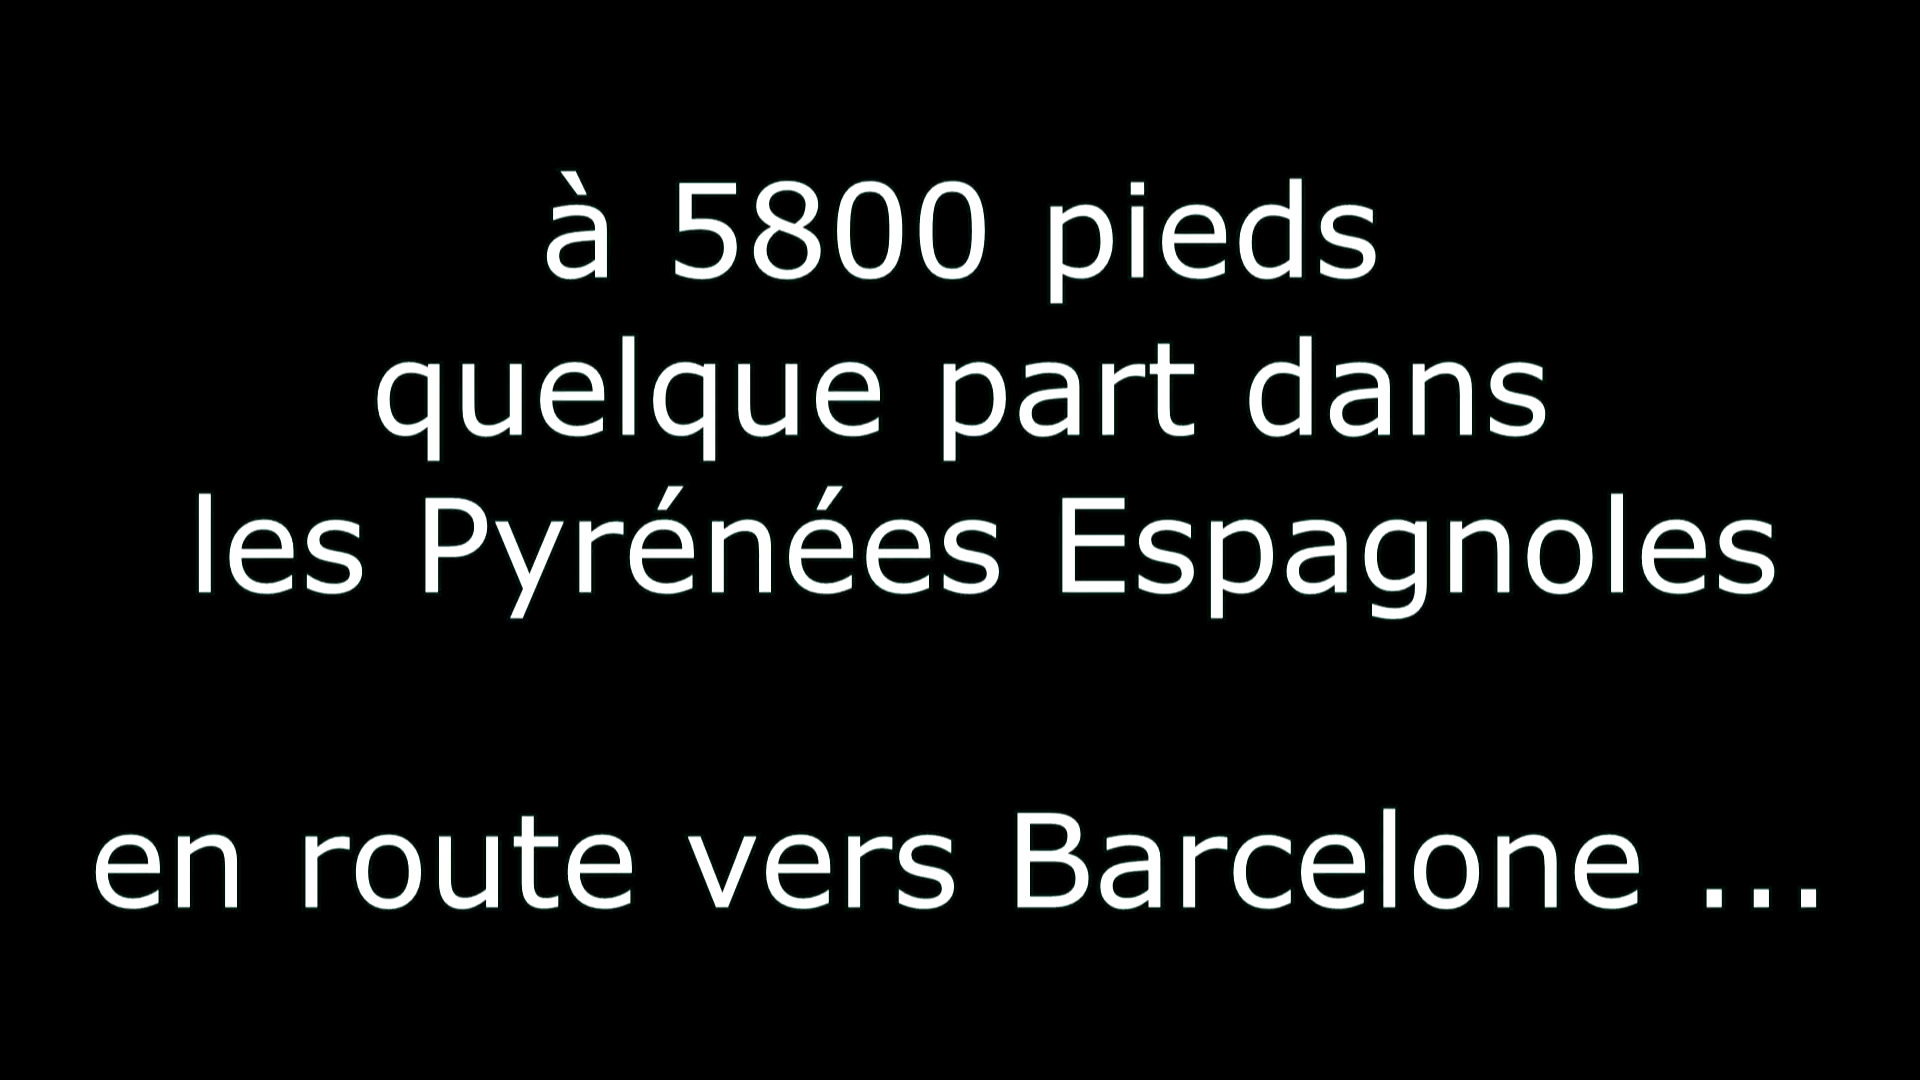 à 5800 pieds
quelque part dans
les Pyrénées Espagnoles
en route vers Barcelone ...